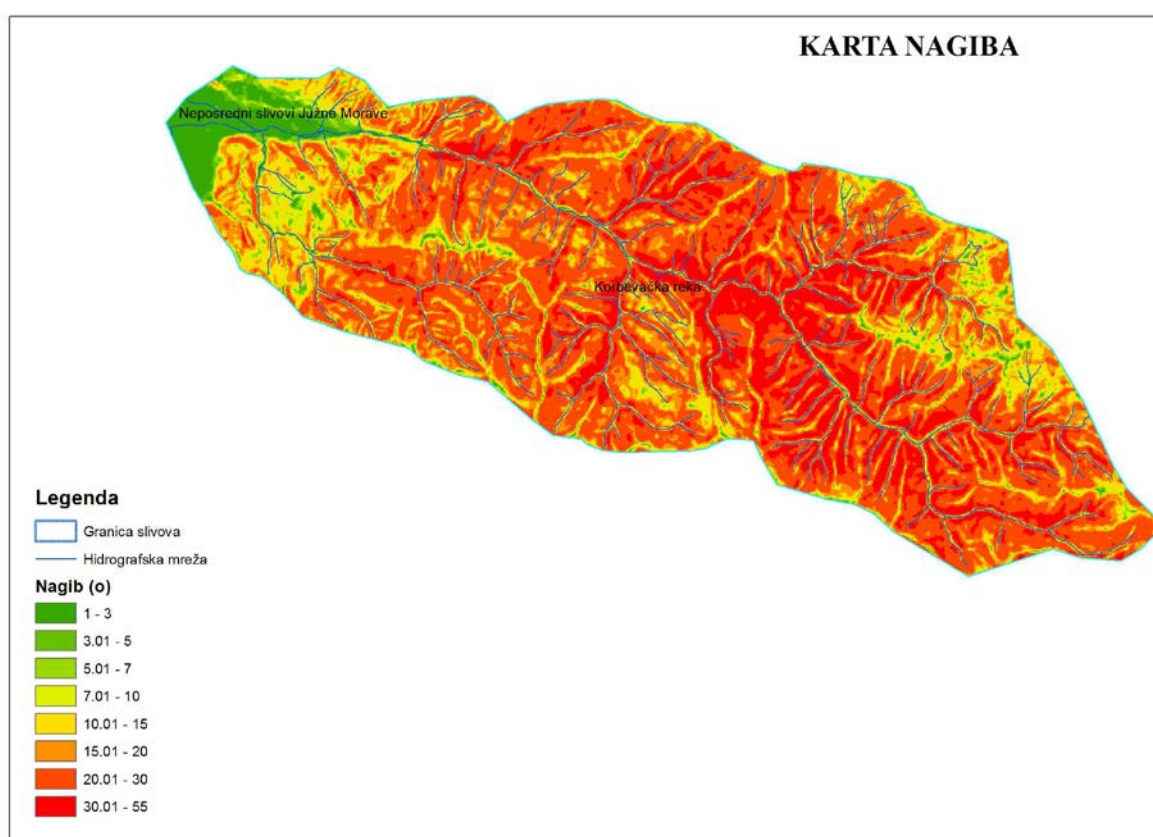 KARTA NAGIBA
Neposredni slivovi Južne Morave
Korbevačka reka
Legenda
Granica slivova
Hidrografska mreža
Nagib (o)
1 - 3
3.01 - 5
5.01 - 7
7.01 - 10
10.01 - 15
15.01 - 20
20.01 - 30
30.01 - 55